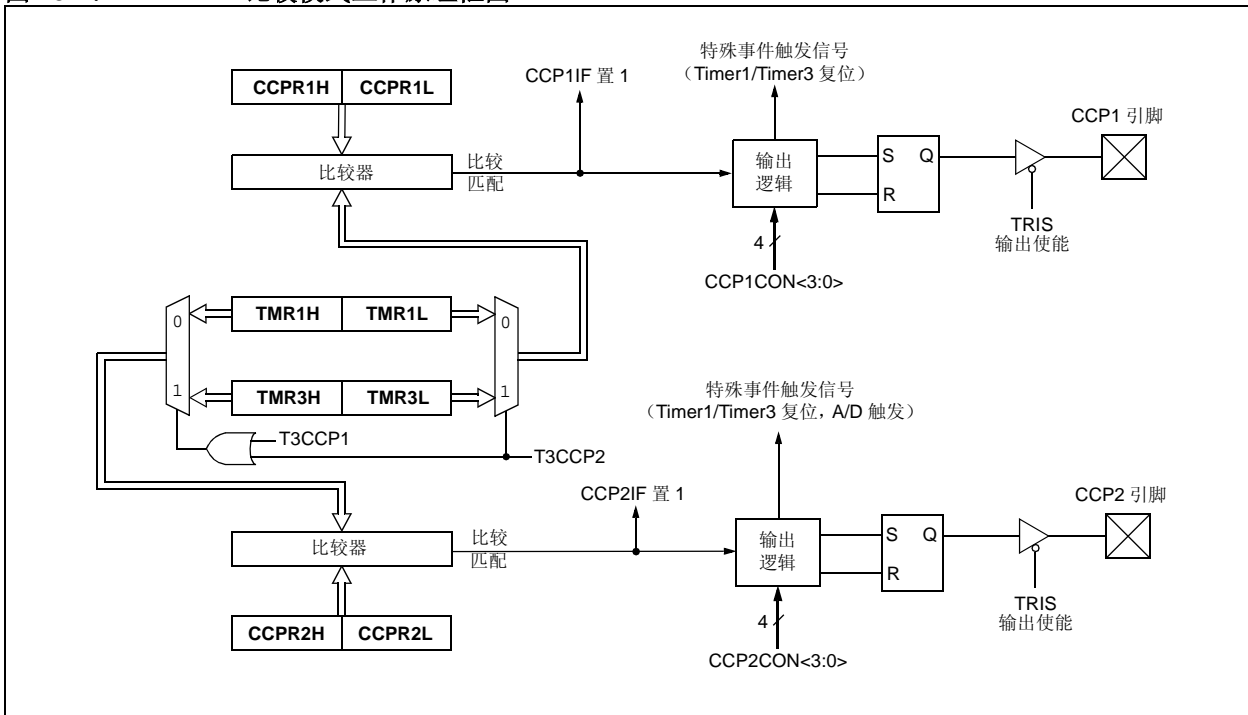 特殊事件触发信号
（Timer1/Timer3 复位）
CCPR1H CCPR1L
CCP1IF 置 1
CCP1 引脚
比较器
比较
匹配
输出
逻辑
S Q
R
TRIS
输出使能
4
CCP1CON<3:0>
0 TMR1H TMR1L 0
1 TMR3H TMR3L 1
T3CCP1
T3CCP2
特殊事件触发信号
（Timer1/Timer3 复位，A/D 触发）
CCP2IF 置 1
CCP2 引脚
比较器
比较
匹配
输出
逻辑
S Q
R
TRIS
输出使能
CCPR2H CCPR2L
4
CCP2CON<3:0>